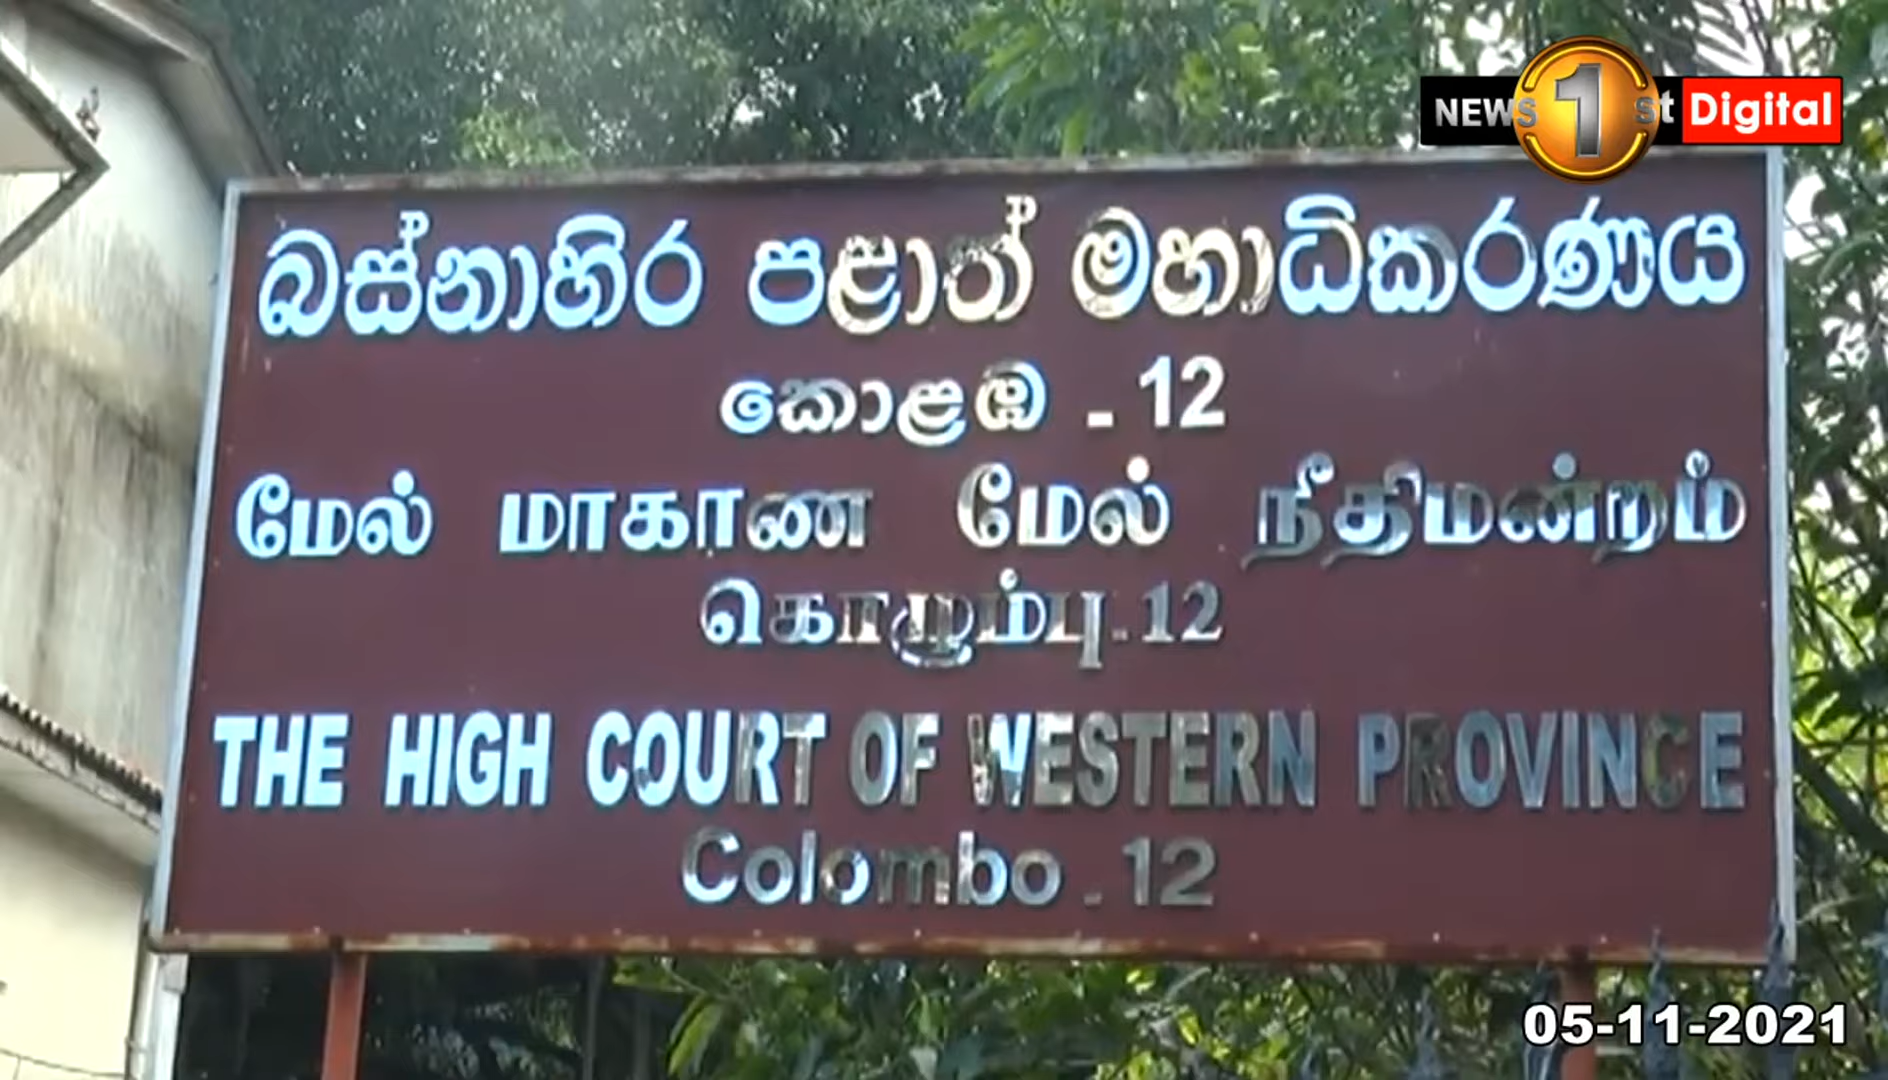 NEWS 1st Digital
බස්නාහිර පළාත් මහාධිකරණය
කොළඹ - 12
மேல் மாகாண மேல் நீதிமன்றம்
கொழும்பு - 12
THE HIGH COURT OF WESTERN PROVINCE
Colombo - 12
05-11-2021